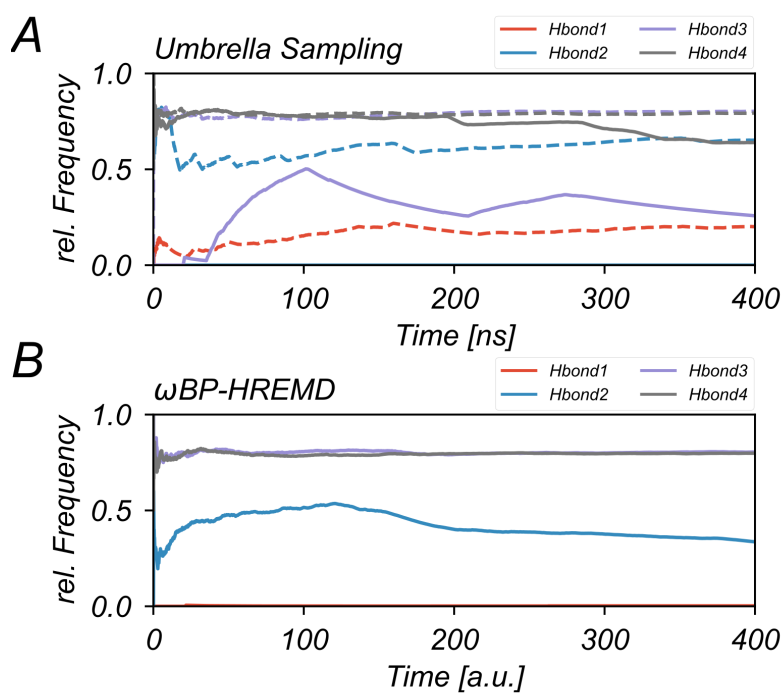 A
Umbrella Sampling
Hbond1 Hbond3
Hbond2 Hbond4
1.0
0.5
0.0
rel. Frequency
0 100 200 300 400
Time [ns]
B
ωBP-HREMD
Hbond1 Hbond3
Hbond2 Hbond4
1.0
0.5
0.0
rel. Frequency
0 100 200 300 400
Time [a.u.]